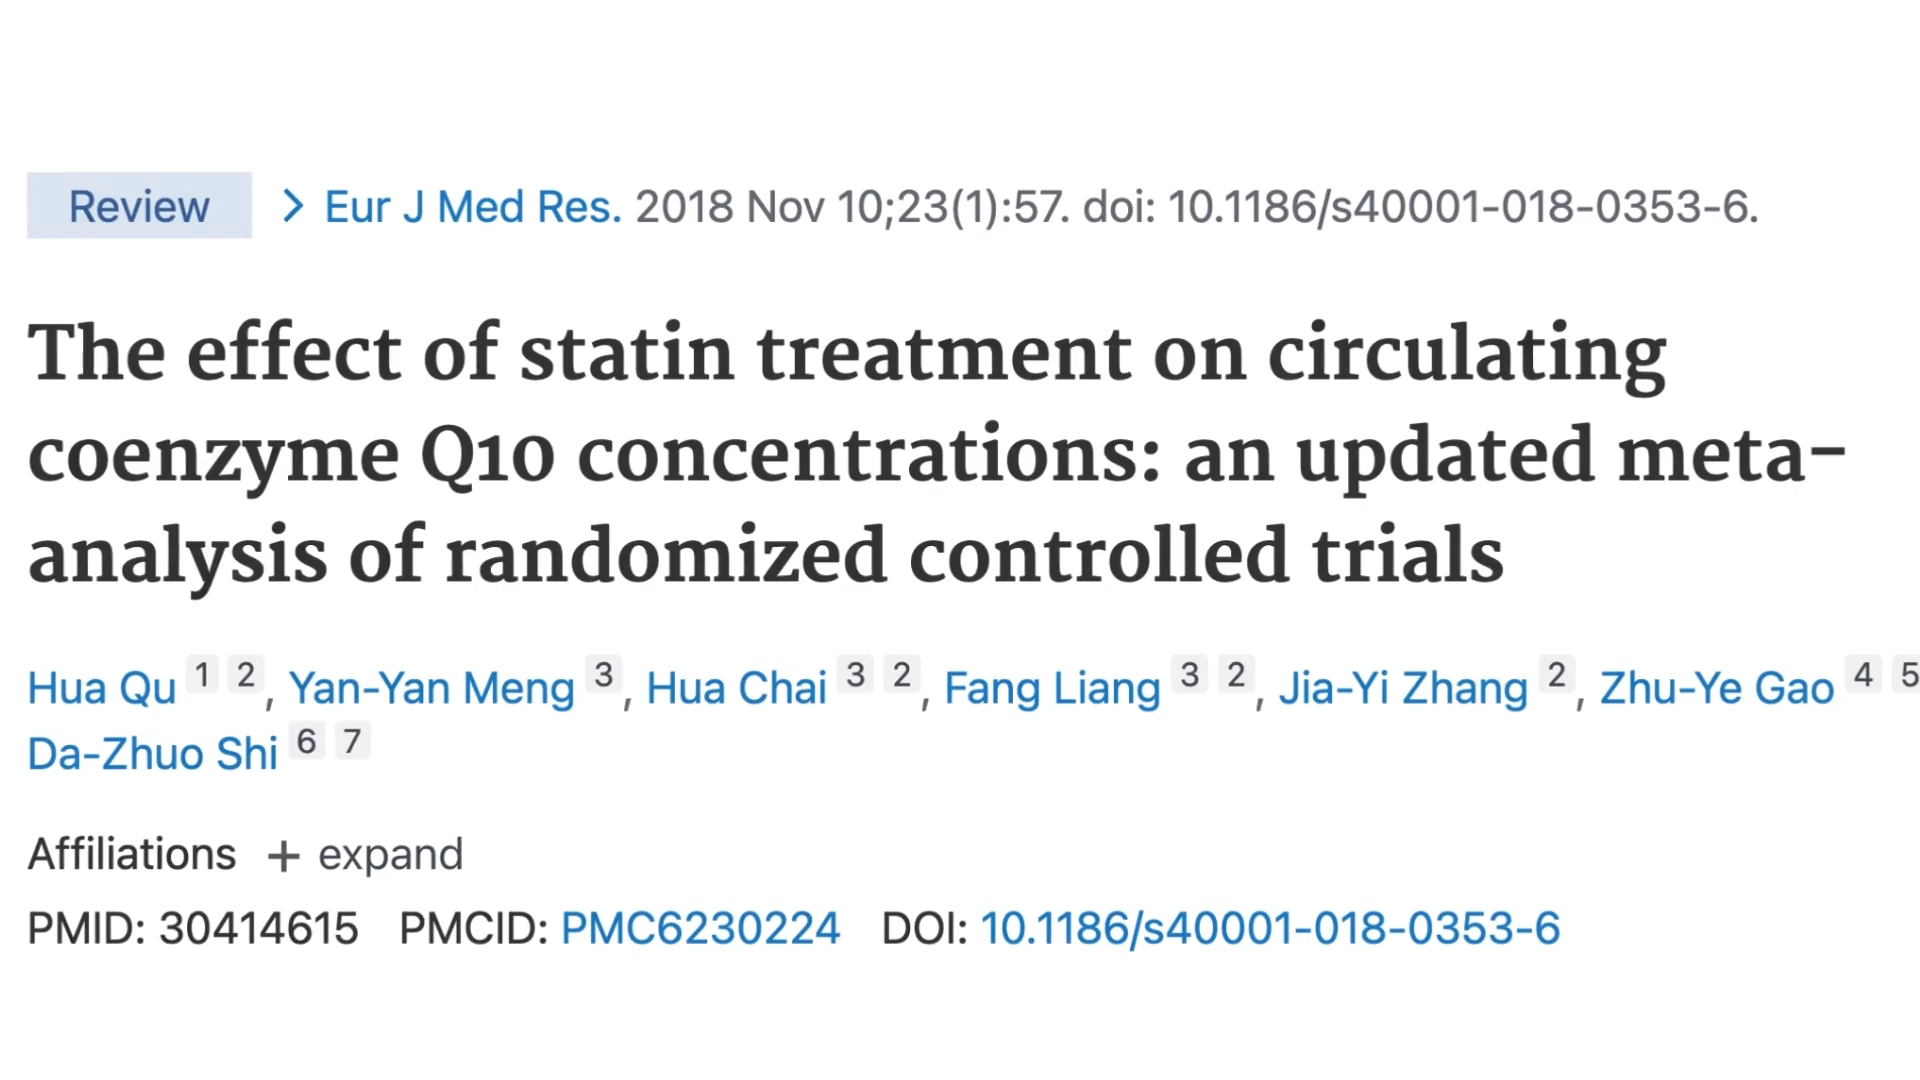 Review > Eur J Med Res. 2018 Nov 10;23(1):57. doi: 10.1186/s40001-018-0353-6.
The effect of statin treatment on circulating
coenzyme Q10 concentrations: an updated meta-
analysis of randomized controlled trials
Hua Qu 1 2, Yan-Yan Meng 3, Hua Chai 3 2, Fang Liang 3 2, Jia-Yi Zhang 2, Zhu-Ye Gao 4 5
Da-Zhuo Shi 6 7
Affiliations + expand
PMID: 30414615 PMCID: PMC6230224 DOI: 10.1186/s40001-018-0353-6